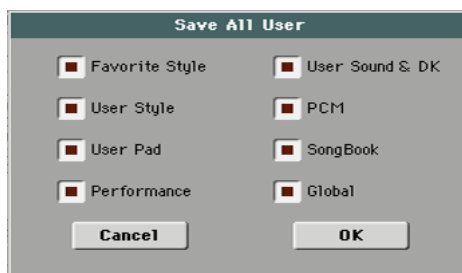 Save All User
Favorite Style
User Sound & DK
User Style
PCM
User Pad
SongBook
Performance
Global
Cancel
OK